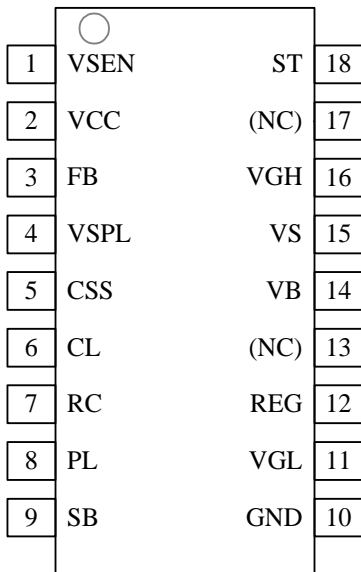 1 VSEN ST 18
2 VCC (NC) 17
3 FB VGH 16
4 VSPL VS 15
5 CSS VB 14
6 CL (NC) 13
7 RC REG 12
8 PL VGL 11
9 SB GND 10